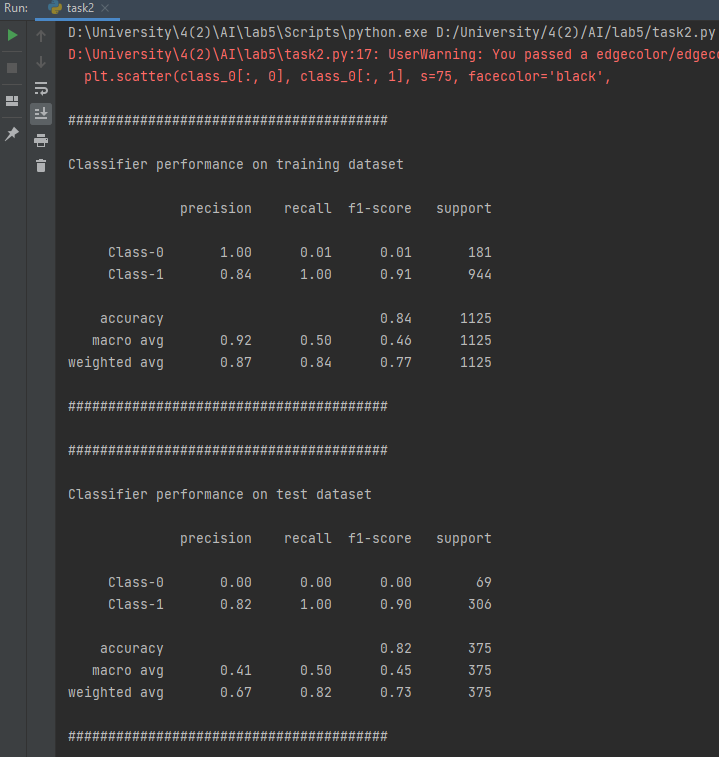 Run: task2
D:\University\4(2)\AI\lab5\Scripts\python.exe D:/University/4(2)/AI/lab5/task2.py
D:\University\4(2)\AI\lab5\task2.py:17: UserWarning: You passed a edgecolor/edgeco
plt.scatter(class_0[:, 0], class_0[:, 1], s=75, facecolor='black',
########################################
Classifier performance on training dataset
precision recall f1-score support
Class-0 1.00 0.01 0.01 181
Class-1 0.84 1.00 0.91 944
accuracy 0.84 1125
macro avg 0.92 0.50 0.46 1125
weighted avg 0.87 0.84 0.77 1125
########################################
########################################
Classifier performance on test dataset
precision recall f1-score support
Class-0 0.00 0.00 0.00 69
Class-1 0.82 1.00 0.90 306
accuracy 0.82 375
macro avg 0.41 0.50 0.45 375
weighted avg 0.67 0.82 0.73 375
########################################